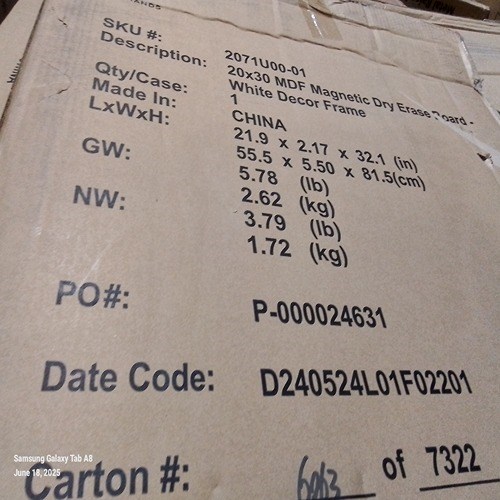 SKU #: 2071U00-01
Description: 20x30 MDF Magnetic Dry Erase Board -
White Decor Frame
Qty/Case: 1
Made In: CHINA
LxWxH: 21.9 x 2.17 x 32.1 (in)
55.5 x 5.50 x 81.5(cm)
GW: 5.78 (lb)
2.62 (kg)
NW: 3.79 (lb)
1.72 (kg)
PO#: P-000024631
Date Code: D240524L01F02201
Carton #: 6063 of 7322
Samsung Galaxy Tab A8
June 18, 2025